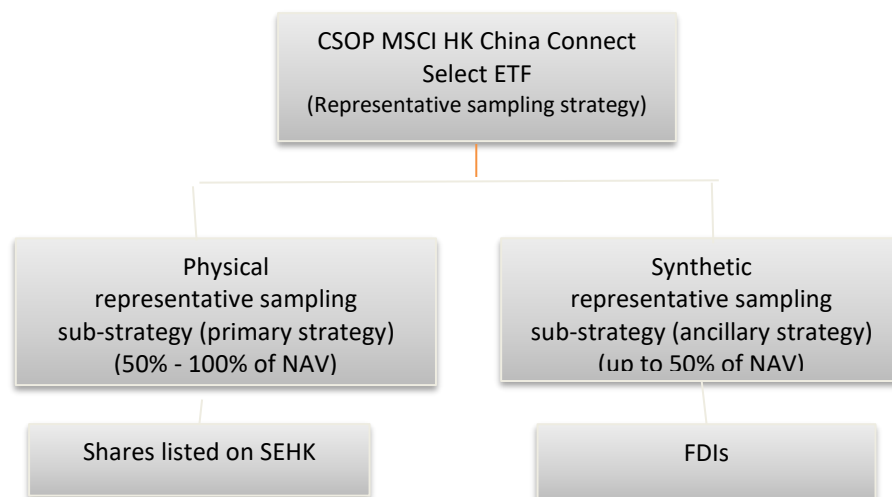 CSOP MSCI HK China Connect
Select ETF
(Representative sampling strategy)
Physical
representative sampling
sub-strategy (primary strategy)
(50% - 100% of NAV)
Synthetic
representative sampling
sub-strategy (ancillary strategy)
(up to 50% of NAV)
Shares listed on SEHK
FDIs